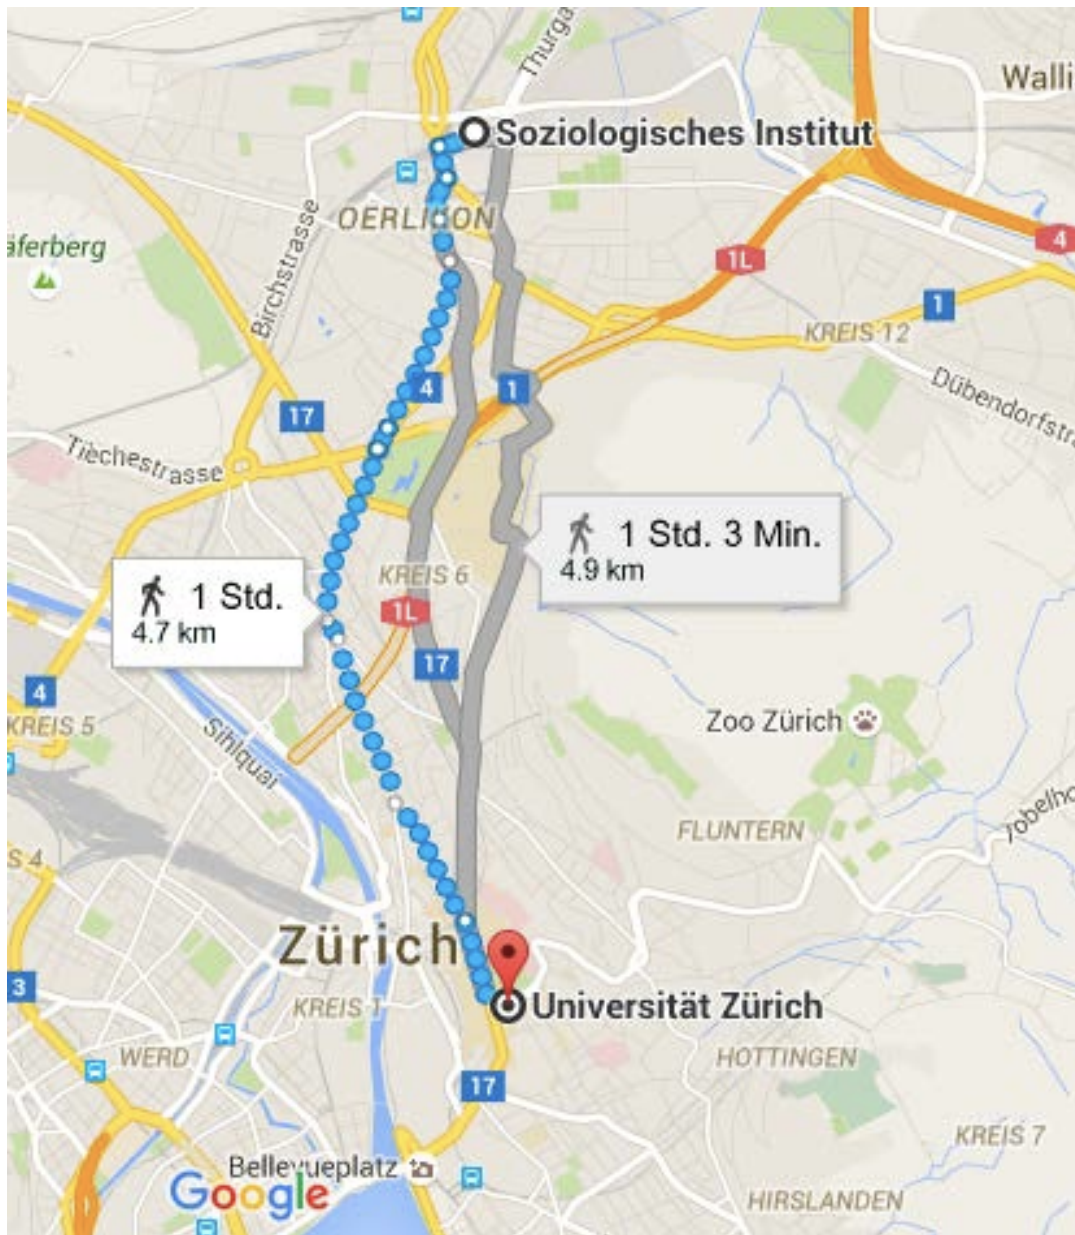 Thurga
Walli
Soziologisches Institut
OERLIKON
äferberg
Birchstrasse
4
1L
1
KREIS 12
4
1
17
Dübendorfstra
Tièchestrasse
1 Std. 3 Min.
4.9 km
KREIS 6
1 Std.
4.7 km
1L
17
4
KREIS 5
Sihlquai
Zoo Zürich
FLUNTERN
S 4
Zürich
3
KREIS 1
Universität Zürich
WERD
HOTTINGEN
17
KREIS 7
Bellevueplatz
Google
HIRSLANDEN